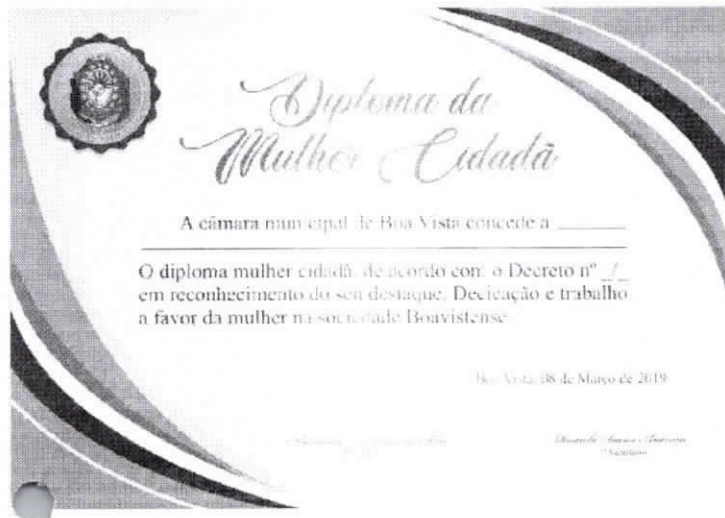 Diploma da
Mulher Cidadã
A câmara municipal de Boa Vista concede a ______
O diploma mulher cidadã, de acordo com o Decreto nº _/_
em reconhecimento do seu destaque. Dedicação e trabalho
a favor da mulher na sociedade Boavistense
Boa Vista, 08 de Março de 2019